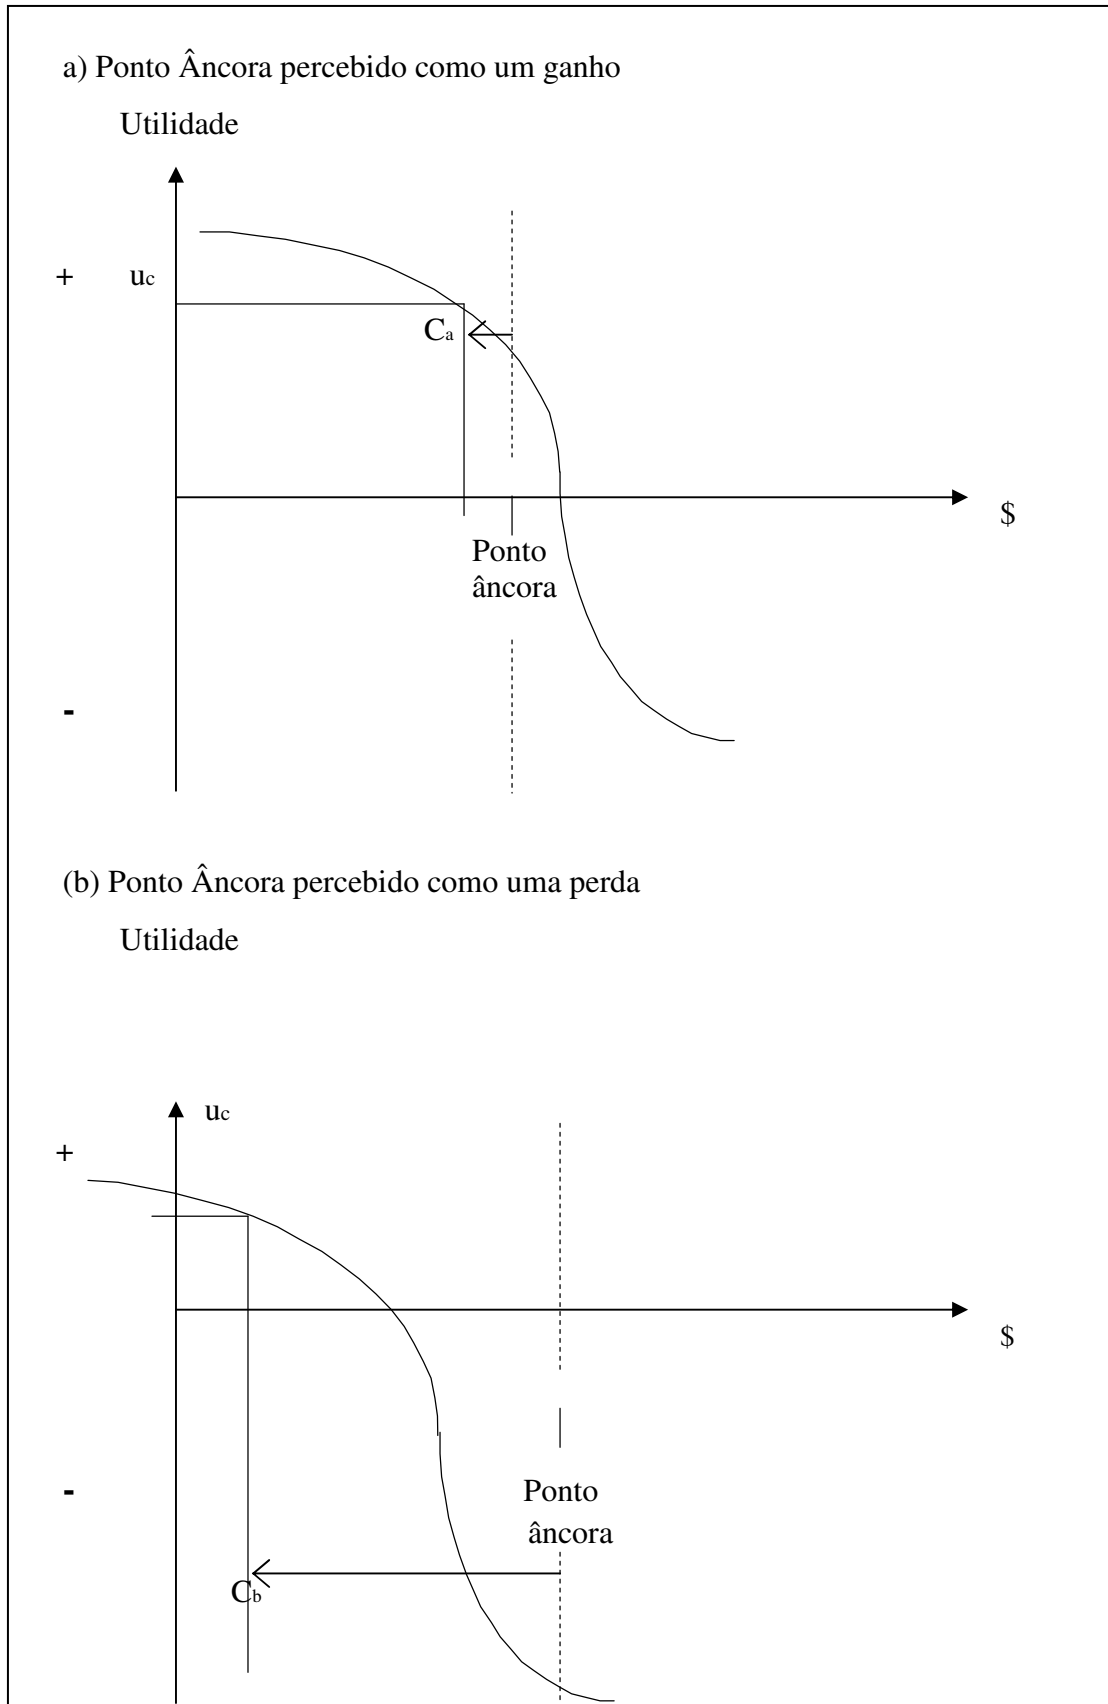 a) Ponto Âncora percebido como um ganho
Utilidade
+ uc
Ca
$
Ponto
âncora
-
(b) Ponto Âncora percebido como uma perda
Utilidade
uc
+
$
-
Ponto
âncora
Cb